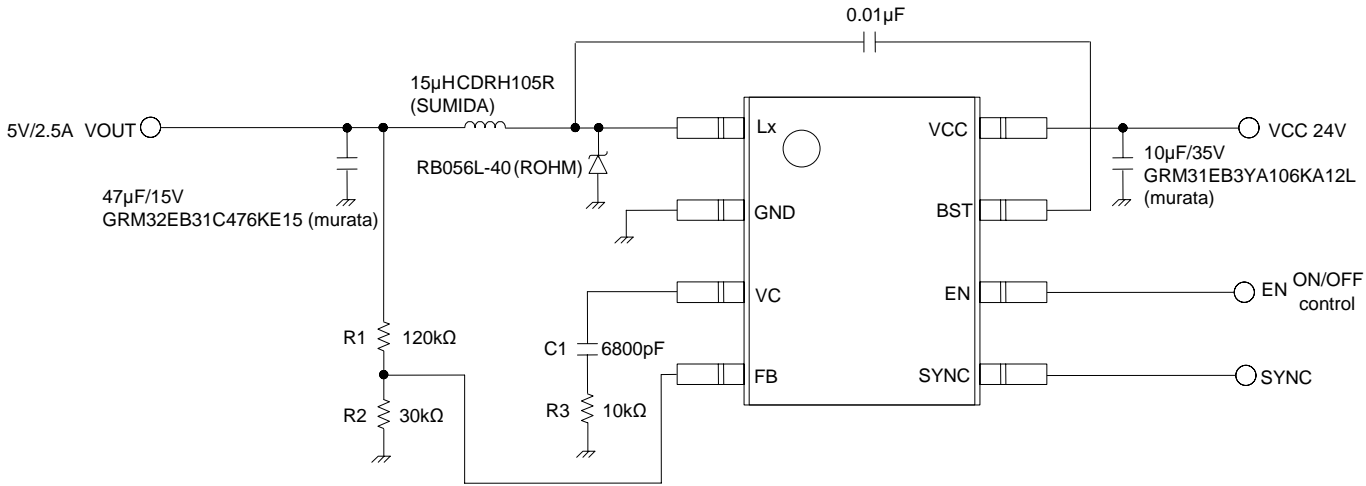 0.01µF
15µHCDRH105R
(SUMIDA)
5V/2.5A VOUT
Lx
VCC
VCC 24V
RB056L-40 (ROHM)
10µF/35V
GRM31EB3YA106KA12L
(murata)
47µF/15V
GRM32EB31C476KE15 (murata)
GND
BST
VC
EN
EN ON/OFF
control
R1 120kΩ
C1 6800pF
FB
SYNC
SYNC
R2 30kΩ
R3 10kΩ